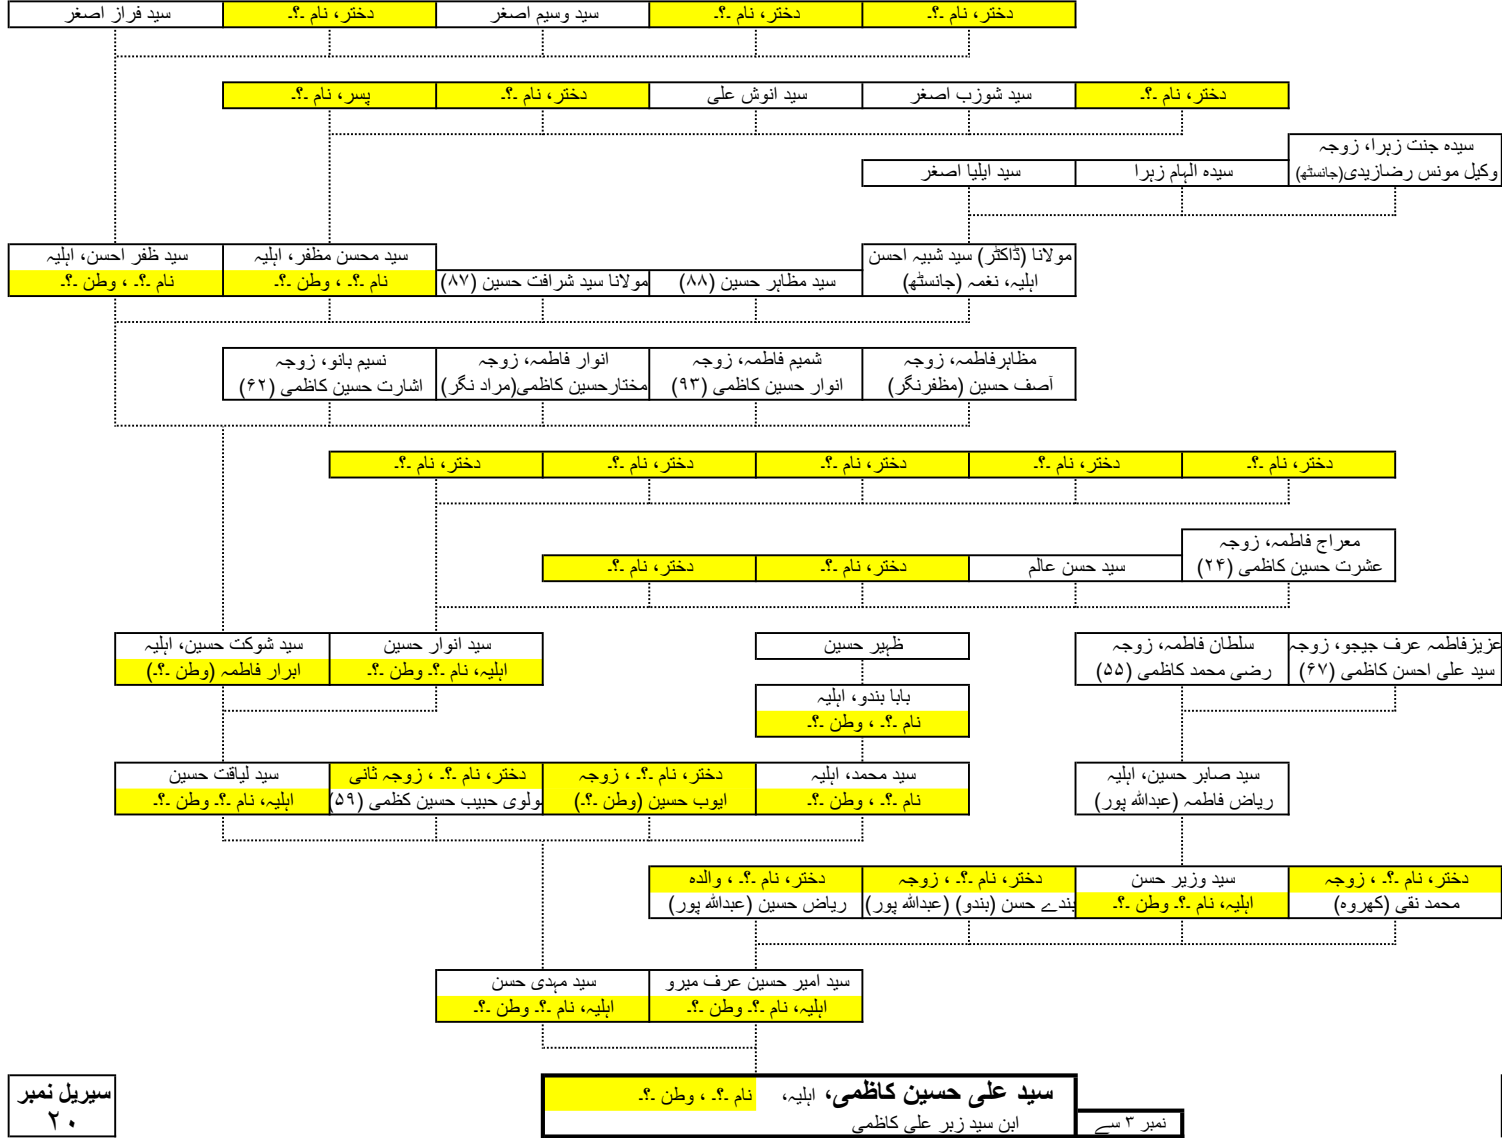 دختر، نام ـ؟ـ
دختر، نام ـ؟ـ
سید وسیم اصغر
دختر، نام ـ؟ـ
سید فراز اصغر
دختر، نام ـ؟ـ
سید شوزب اصغر
سید انوش علی
دختر، نام ـ؟ـ
پسر، نام ـ؟ـ
سیدہ جنت زہرا، زوجہ
وکیل مونس رضازیدی(جانسٹھ)
سیدہ الہام زہرا
سید ایلیا اصغر
مولانا (ڈاکٹر) سید شبیہ احسن
اہلیہ، نغمہ (جانسٹھ)
سید مظاہر حسین (۸۸)
مولانا سید شرافت حسین (۸۷)
سید محسن مظفر، اہلیہ
نام ـ؟ـ ، وطن ـ؟ـ
سید ظفر احسن، اہلیہ
نام ـ؟ـ ، وطن ـ؟ـ
مظاہرفاطمہ، زوجہ
آصف حسین (مظفرنگر)
شمیم فاطمہ، زوجہ
انوار حسین کاظمی (۹۳)
انوار فاطمہ، زوجہ
مختارحسین کاظمی(مراد نگر)
نسیم بانو، زوجہ
اشارت حسین کاظمی (۶۲)
دختر، نام ـ؟ـ
دختر، نام ـ؟ـ
دختر، نام ـ؟ـ
دختر، نام ـ؟ـ
دختر، نام ـ؟ـ
معراج فاطمہ، زوجہ
عشرت حسین کاظمی (۲۴)
سید حسن عالم
دختر، نام ـ؟ـ
دختر، نام ـ؟ـ
عزیزفاطمہ عرف جیجو، زوجہ
سید علی احسن کاظمی (۶۷)
سلطان فاطمہ، زوجہ
رضی محمد کاظمی (۵۵)
ظہیر حسین
سید انوار حسین
اہلیہ، نام ـ؟ـ وطن ـ؟ـ
سید شوکت حسین، اہلیہ
ابرار فاطمہ (وطن ـ؟ـ)
بابا بندو، اہلیہ
نام ـ؟ـ ، وطن ـ؟ـ
سید صابر حسین، اہلیہ
ریاض فاطمہ (عبداللہ پور)
سید محمد، اہلیہ
نام ـ؟ـ ، وطن ـ؟ـ
دختر، نام ـ؟ـ ، زوجہ
ایوب حسین (وطن ـ؟ـ)
دختر، نام ـ؟ـ ، زوجہ ثانی
ولوی حبیب حسین کظمی (۵۹)
سید لیاقت حسین
اہلیہ، نام ـ؟ـ وطن ـ؟ـ
دختر، نام ـ؟ـ ، زوجہ
محمد نقی (کھروہ)
سید وزیر حسن
اہلیہ، نام ـ؟ـ وطن ـ؟ـ
دختر، نام ـ؟ـ ، زوجہ
بندے حسن (بندو) (عبداللہ پور)
دختر، نام ـ؟ـ ، والدہ
ریاض حسین (عبداللہ پور)
سید امیر حسین عرف میرو
اہلیہ، نام ـ؟ـ وطن ـ؟ـ
سید مہدی حسن
اہلیہ، نام ـ؟ـ وطن ـ؟ـ
سید علی حسین کاظمی، اہلیہ، نام ـ؟ـ ، وطن ـ؟ـ
نمبر ۳ سے
ابن سید زبر علی کاظمی
سیریل نمبر
۲۰